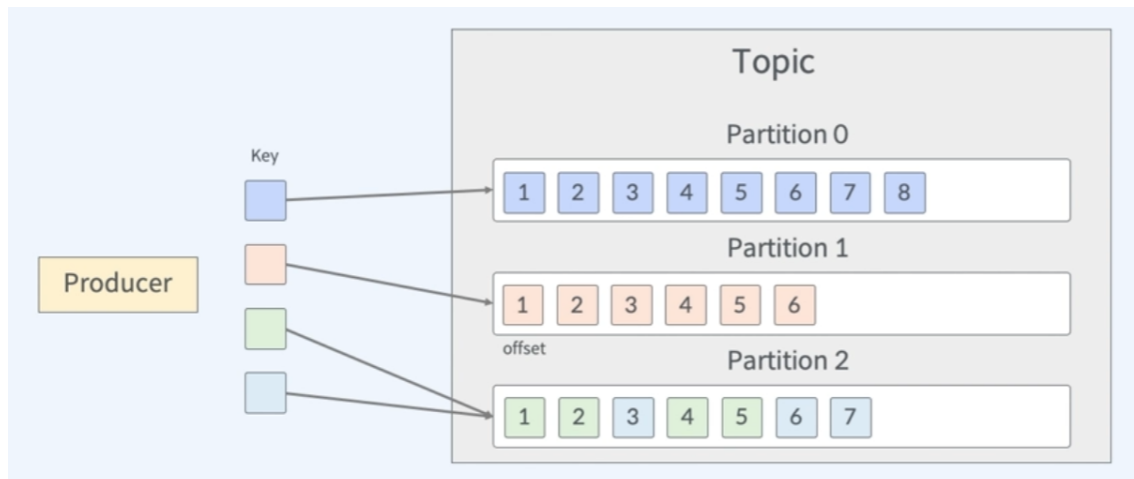 Topic
Partition 0
Key
1 2 3 4 5 6 7 8
Partition 1
Producer
1 2 3 4 5 6
offset
Partition 2
1 2 3 4 5 6 7